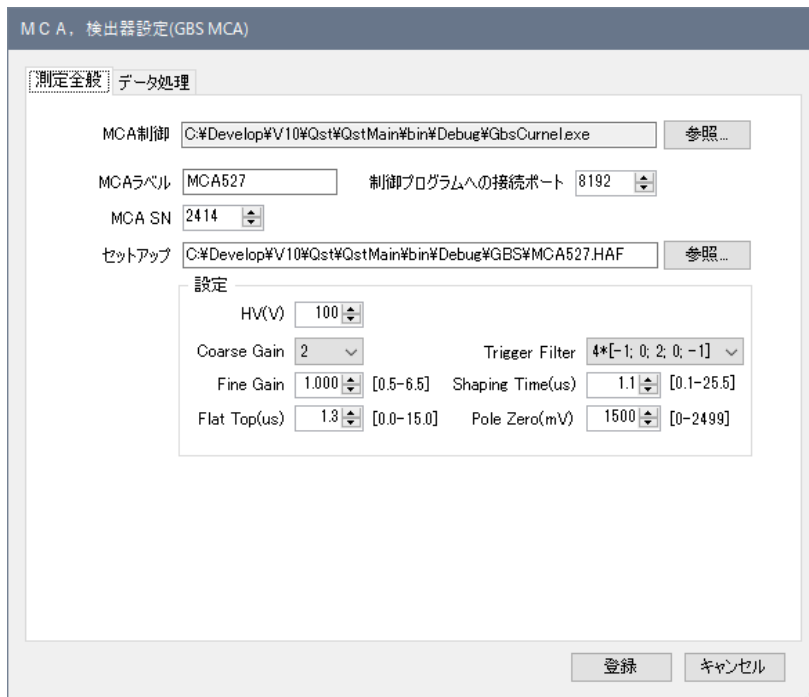 ＭＣＡ，検出器設定(GBS MCA)
測定全般 データ処理
MCA制御 C:¥Develop¥V10¥Qst¥QstMain¥bin¥Debug¥GbsCurnel.exe 参照...
MCAラベル MCA527 制御プログラムへの接続ポート 8192
MCA SN 2414
セットアップ C:¥Develop¥V10¥Qst¥QstMain¥bin¥Debug¥GBS¥MCA527.HAF 参照...
設定
HV(V) 100
Coarse Gain 2 Trigger Filter 4*[-1; 0; 2; 0; -1]
Fine Gain 1.000 [0.5-6.5] Shaping Time(us) 1.1 [0.1-25.5]
Flat Top(us) 1.3 [0.0-15.0] Pole Zero(mV) 1500 [0-2499]
登録 キャンセル